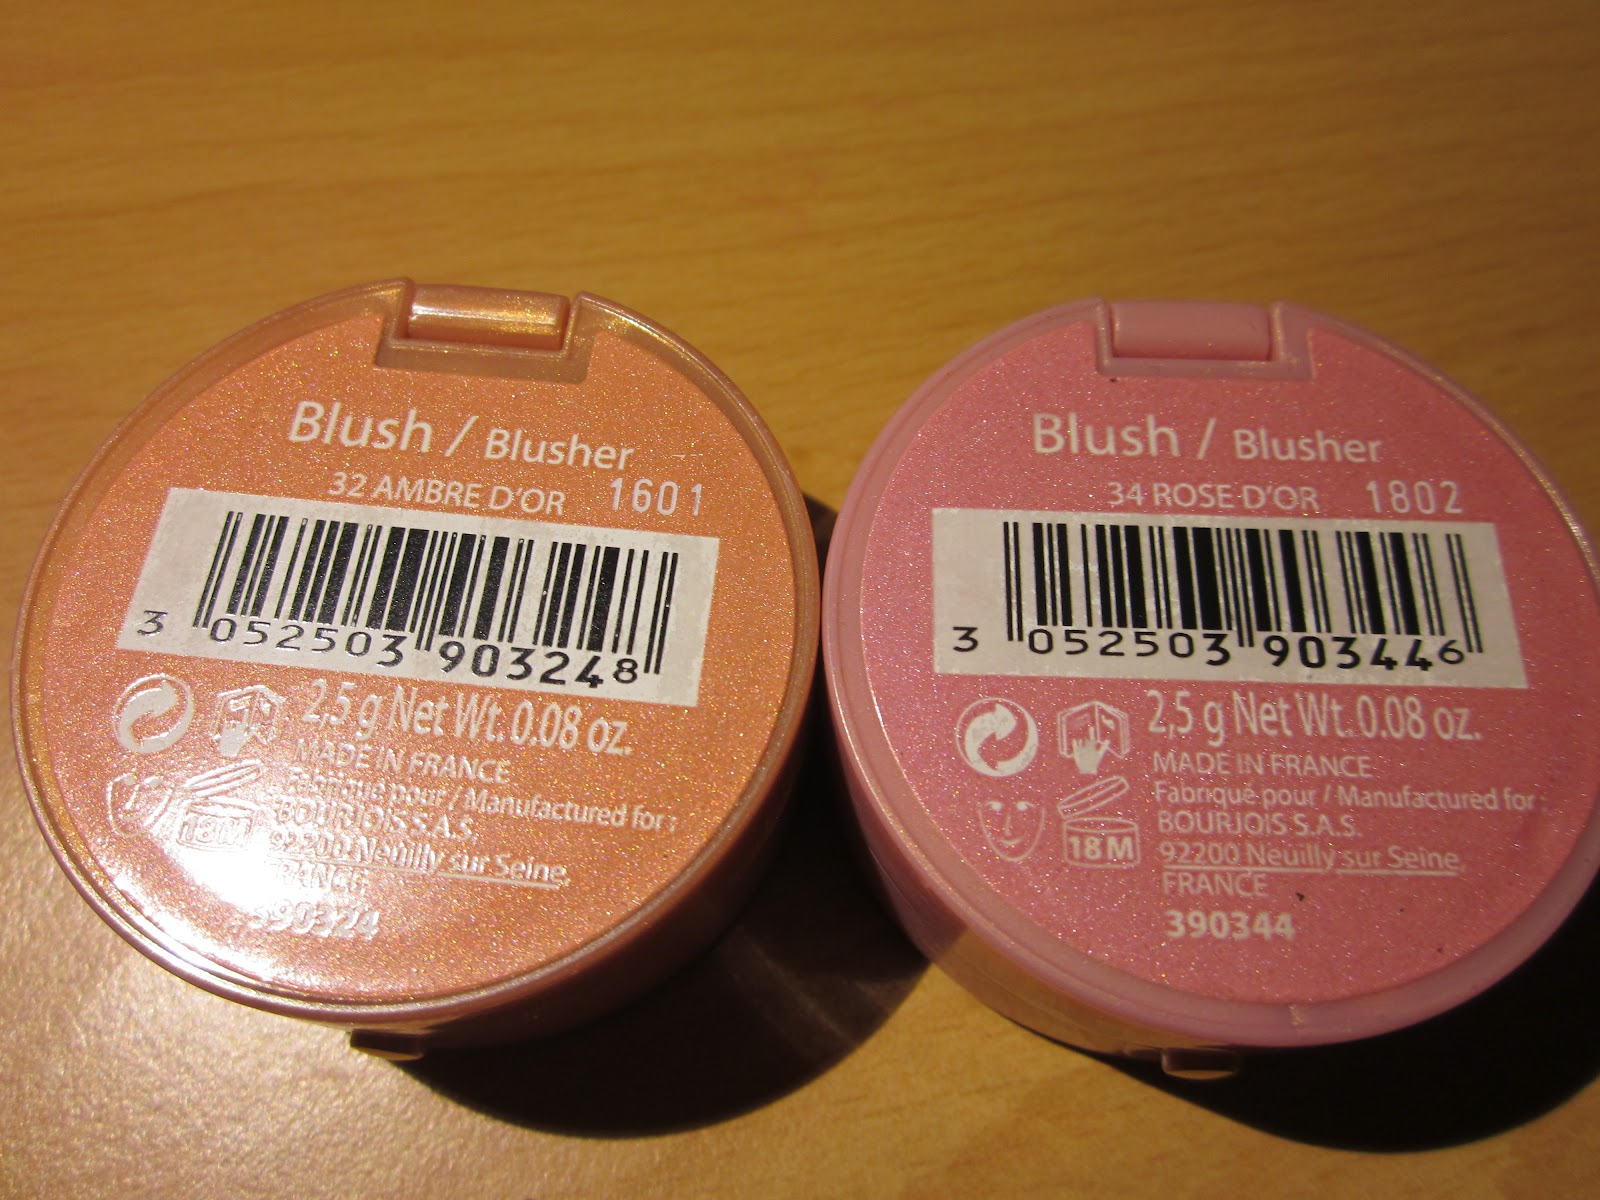 Blush / Blusher
32 AMBRE D'OR 1601
3 052503 903248
2,5 g Net Wt. 0.08 oz.
MADE IN FRANCE
Fabriqué pour / Manufactured for :
BOURJOIS S.A.S.
18M
92200 Neuilly sur Seine,
FRANCE
390324
Blush / Blusher
34 ROSE D'OR 1802
3 052503 903446
2,5 g Net Wt. 0.08 oz.
MADE IN FRANCE
Fabriqué pour / Manufactured for :
BOURJOIS S.A.S.
18M
92200 Neuilly sur Seine,
FRANCE
390344